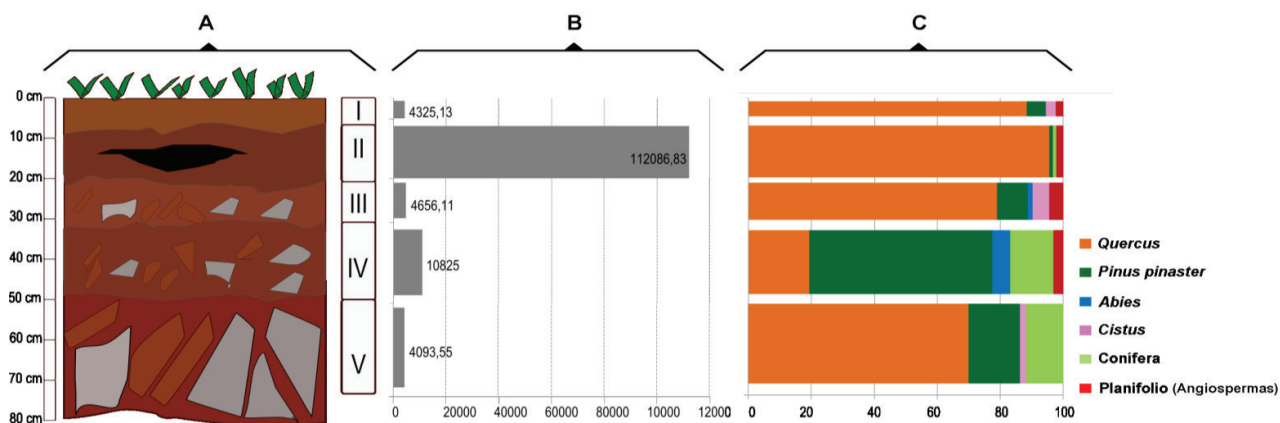 A
B
C
0 cm
10 cm
20 cm
30 cm
40 cm
50 cm
60 cm
70 cm
80 cm
I
II
III
IV
V
4325,13
112086,83
4656,11
10825
4093,55
0
20000
40000
60000
80000
100000
12000
0
20
40
60
80
100
Quercus
Pinus pinaster
Abies
Cistus
Conífera
Planifolio (Angiospermas)